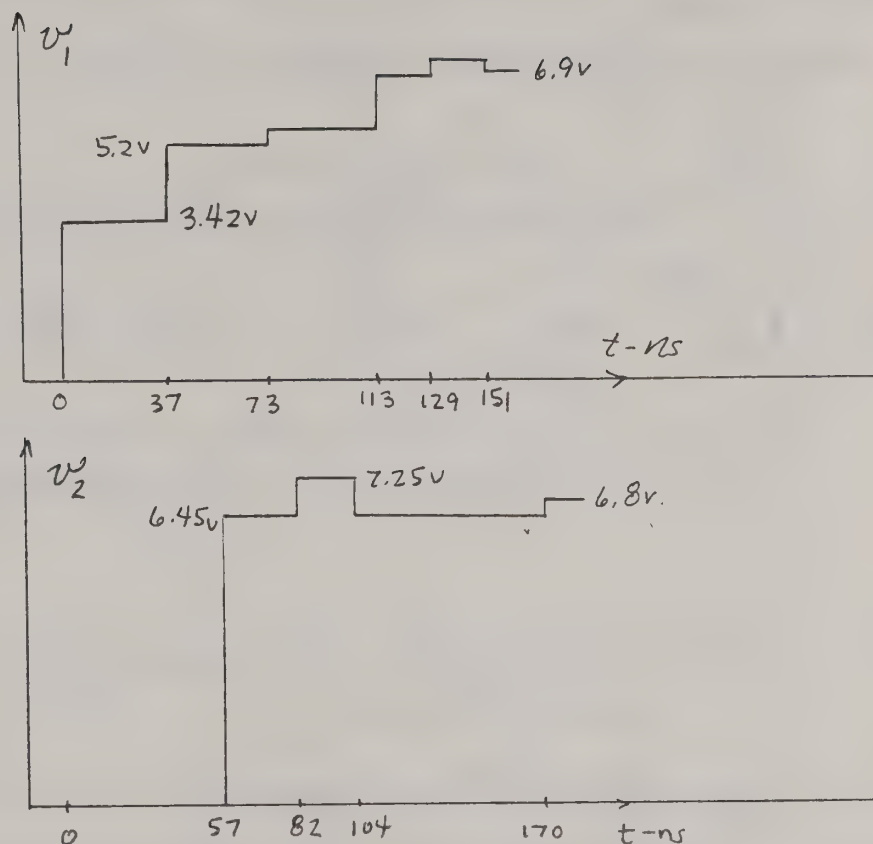 v1
6.9v
5.2v
3.42v
t-ns
0 37 73 113 129 151
v2
7.25v
6.45v
6.8v.
0 57 82 104 170 t-ns